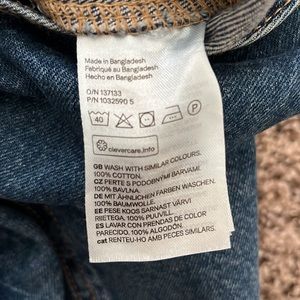 Made in Bangladesh
Fabriqué au Bangladesh
Hecho en Bangladesh
O/N 137133
P/N 1032590 5
40 P
clevercare.info
GB WASH WITH SIMILAR COLOURS.
100% COTTON.
CZ PERTE S PODOBNÝMI BARVAMI.
100% BAVLNA.
DE MIT ÄHNLICHEN FARBEN WASCHEN.
100% BAUMWOLLE.
EE PESE KOOS SARNAST VÄRVI
RIIETEGA. 100% PUUVILL.
ES LAVAR CON PRENDAS DE COLOR
PARECIDO. 100% ALGODÓN.
cat RENTEU-HO AMB PECES SIMILARS.